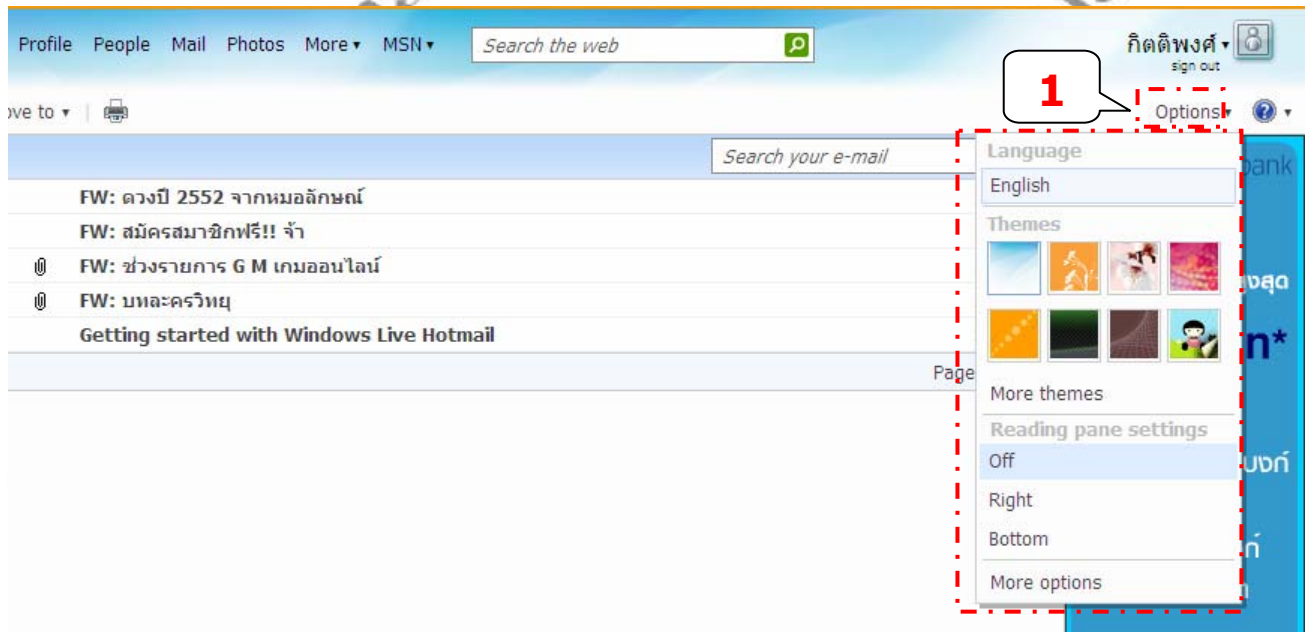 Profile People Mail Photos More ▾ MSN ▾ Search the web กิตติพงศ์ ▾
sign out
1
ove to ▾ Options ▾
Search your e-mail
Language
bank
English
FW: ดวงปี 2552 จากหมอลักษณ์
Themes
FW: สมัครสมาชิกฟรี!! จ้า
FW: ช่วงรายการ G M เกมออนไลน์
FW: บทละครวิทยุ
Getting started with Windows Live Hotmail
n*
Page
More themes
Reading pane settings
Off
Right
Bottom
More options